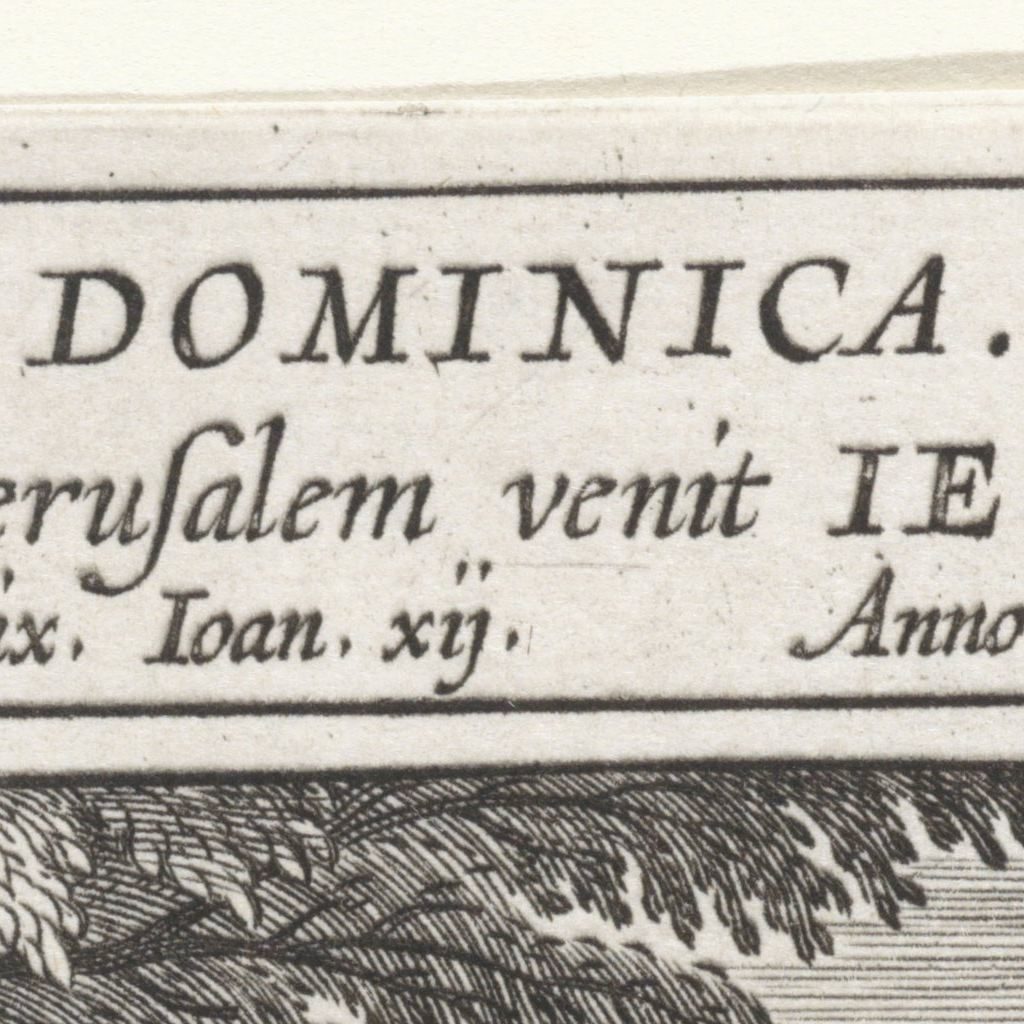 DOMINICA.
eruſalem venit IE
ix. Ioan. xij. Anno